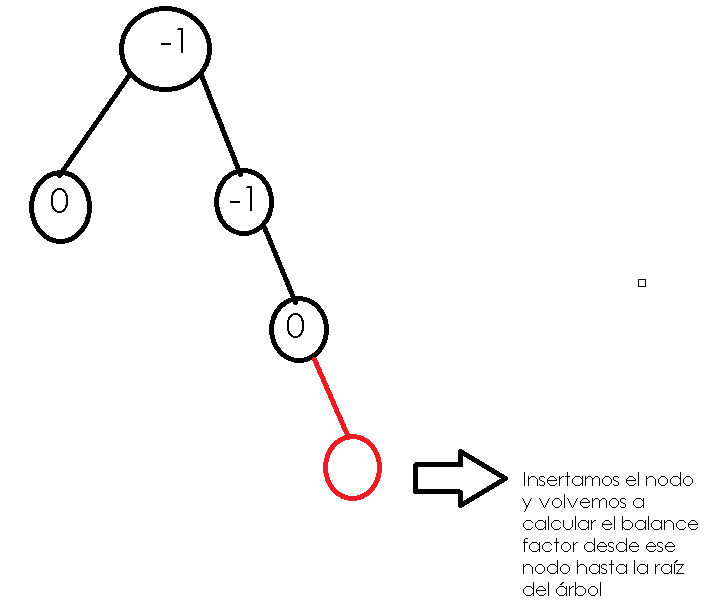 -1
0
-1
0
Insertamos el nodo
y volvemos a
calcular el balance
factor desde ese
nodo hasta la raíz
del árbol